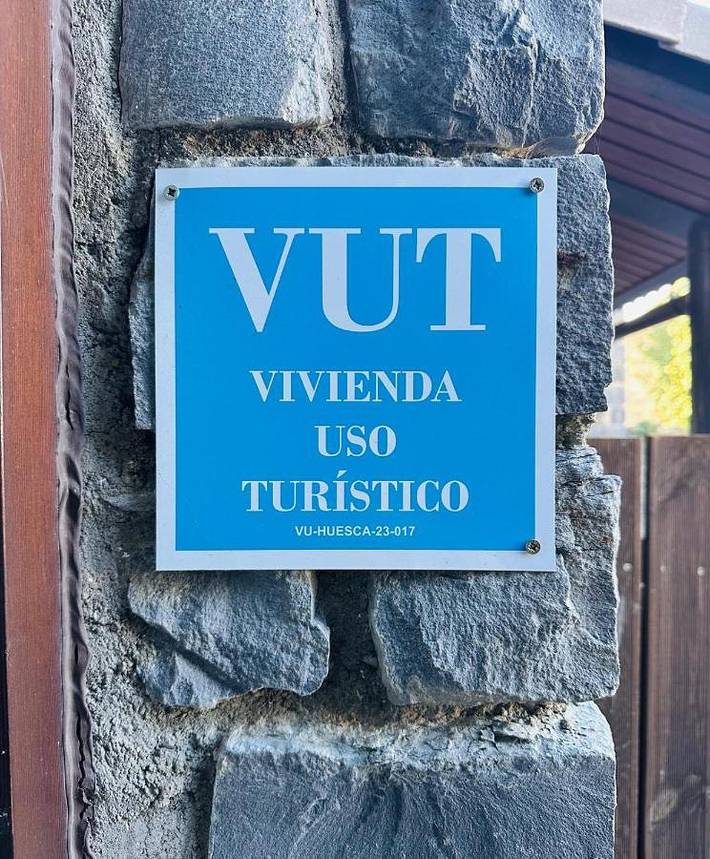 VUT
VIVIENDA
USO
TURÍSTICO
VU-HUESCA-23-017